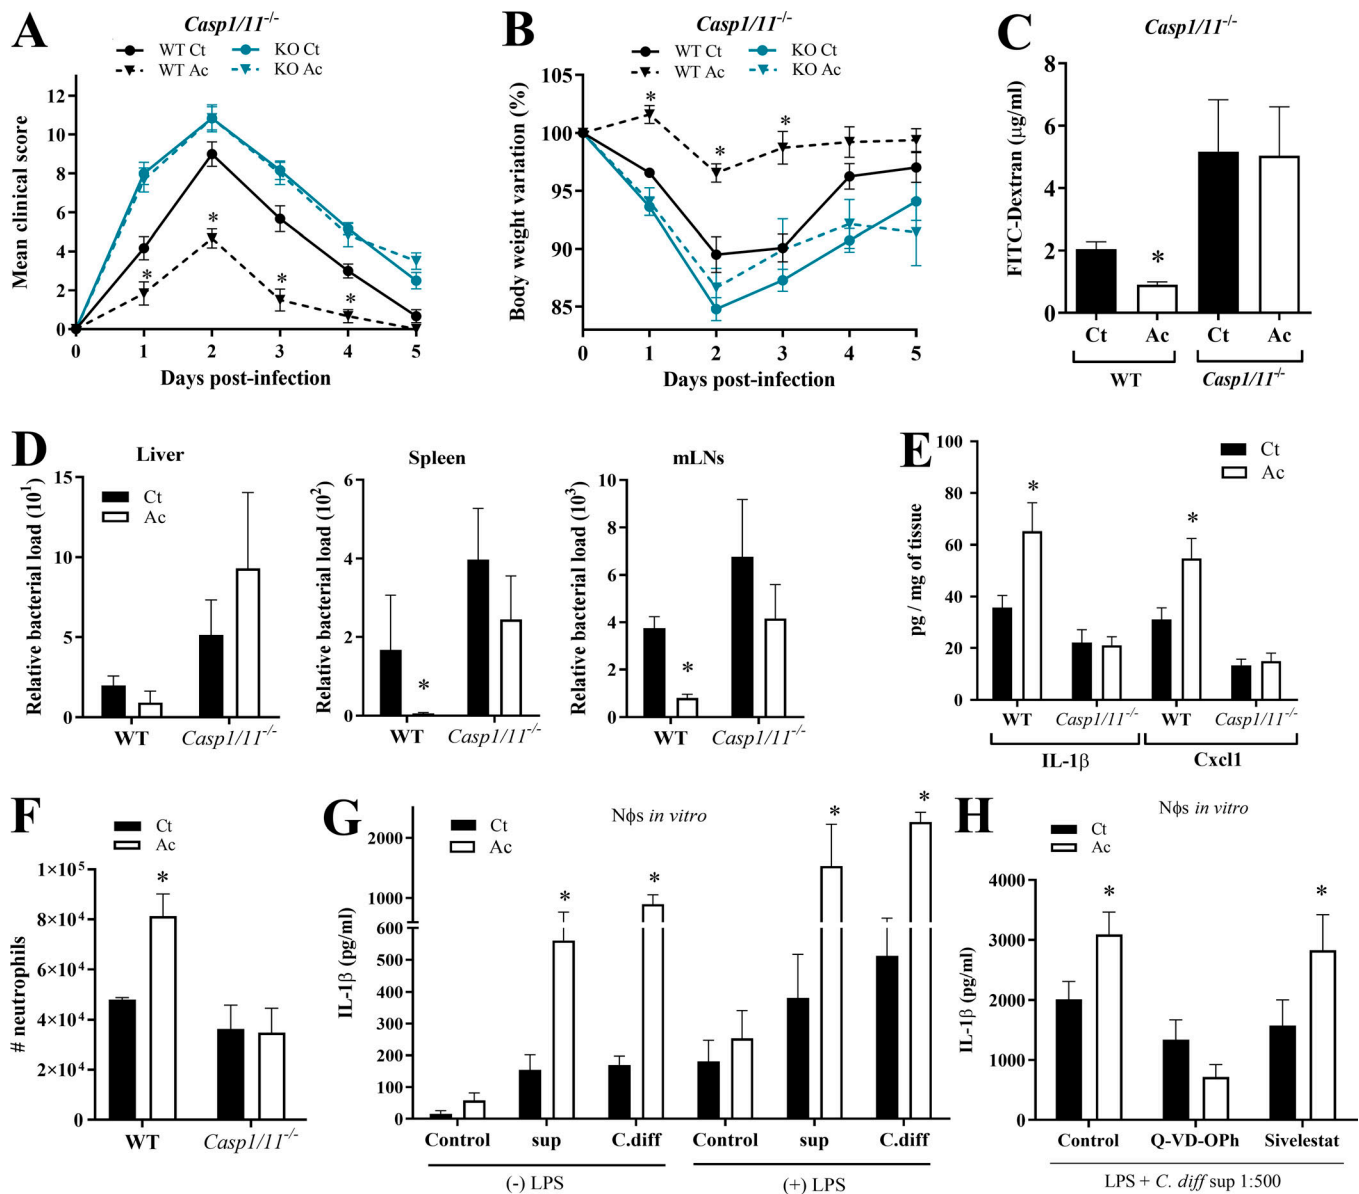 A
Casp1/11-/-
WT Ct
KO Ct
WT Ac
KO Ac
Mean clinical score
12
10
8
6
4
2
0
*
*
*
*
0 1 2 3 4 5
Days post-infection
B
Casp1/11-/-
WT Ct
KO Ct
WT Ac
KO Ac
Body weight variation (%)
105
100
95
90
85
*
*
*
0 1 2 3 4 5
Days post-infection
C
Casp1/11-/-
FITC-Dextran (µg/ml)
8
6
4
2
0
*
Ct Ac Ct Ac
WT Casp1/11-/-
D
Liver
Relative bacterial load (10¹)
15
10
5
0
Ct
Ac
WT Casp1/11-/-
Spleen
Relative bacterial load (10²)
6
4
2
0
*
WT Casp1/11-/-
mLNs
Relative bacterial load (10³)
10
8
6
4
2
0
*
WT Casp1/11-/-
E
Ct
Ac
pg / mg of tissue
100
80
60
40
20
0
*
*
WT Casp1/11-/- WT Casp1/11-/-
IL-1β Cxcl1
F
Ct
Ac
# neutrophils
1×10⁵
8×10⁴
6×10⁴
4×10⁴
2×10⁴
0
*
WT Casp1/11-/-
G
Nϕs in vitro
Ct
Ac
IL-1β (pg/ml)
2000
1000
600
500
400
300
200
100
0
*
*
*
*
Control sup C.diff Control sup C.diff
(-) LPS (+) LPS
H
Nϕs in vitro
Ct
Ac
IL-1β (pg/ml)
4000
3000
2000
1000
0
*
*
Control Q-VD-OPh Sivelestat
LPS + C. diff sup 1:500